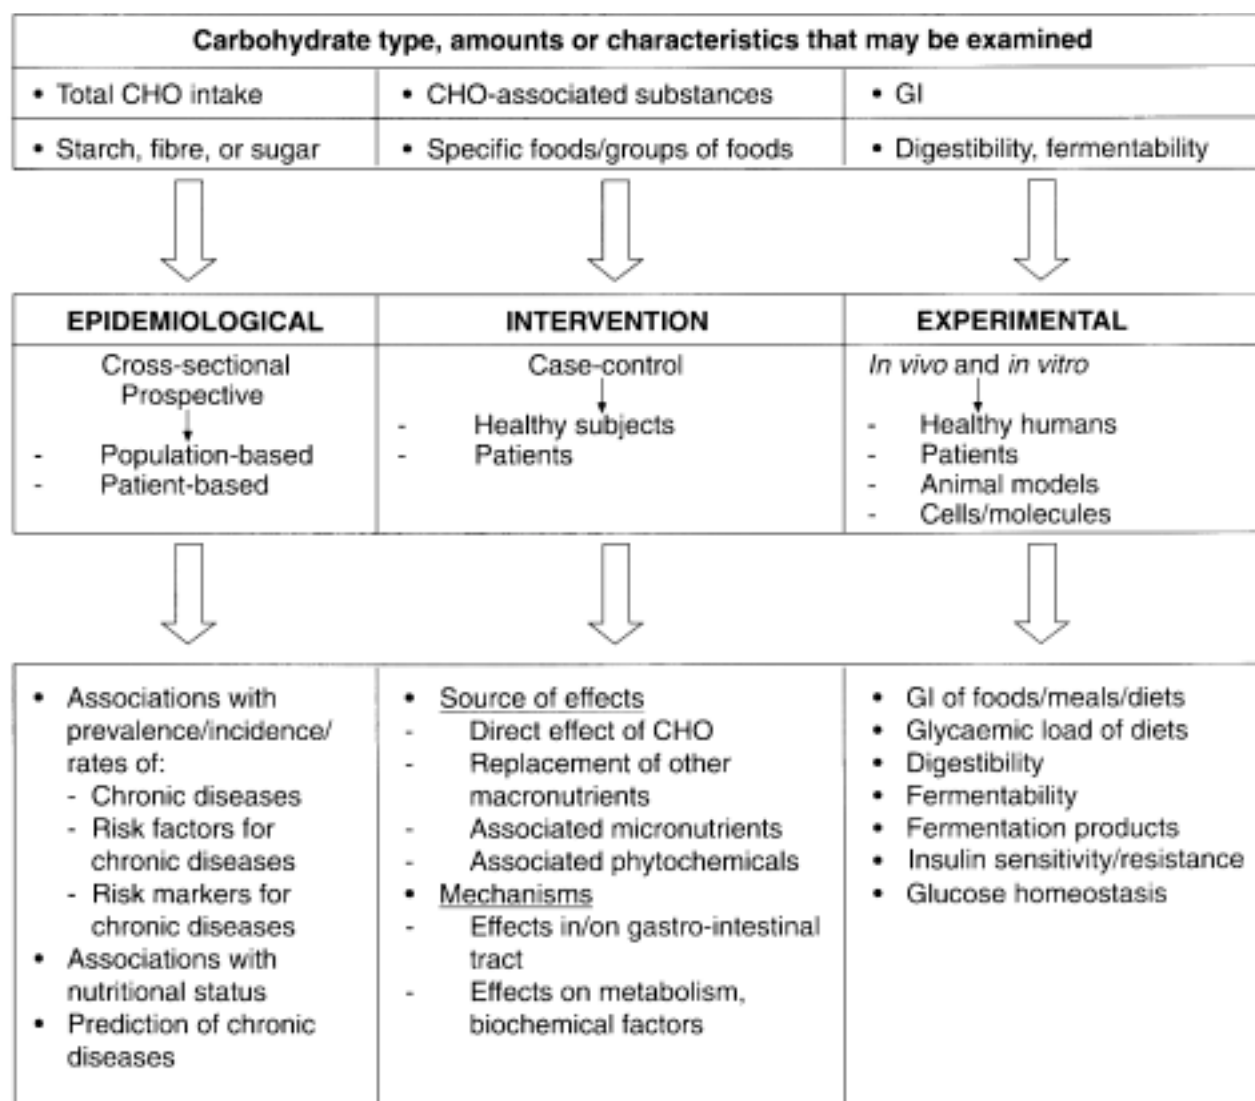 Carbohydrate type, amounts or characteristics that may be examined
• Total CHO intake
• CHO-associated substances
• GI
• Starch, fibre, or sugar
• Specific foods/groups of foods
• Digestibility, fermentability
EPIDEMIOLOGICAL
Cross-sectional
Prospective
- Population-based
- Patient-based
INTERVENTION
Case-control
- Healthy subjects
- Patients
EXPERIMENTAL
In vivo and in vitro
- Healthy humans
- Patients
- Animal models
- Cells/molecules
• Associations with
prevalence/incidence/
rates of:
- Chronic diseases
- Risk factors for
chronic diseases
- Risk markers for
chronic diseases
• Associations with
nutritional status
• Prediction of chronic
diseases
• Source of effects
- Direct effect of CHO
- Replacement of other
macronutrients
- Associated micronutrients
- Associated phytochemicals
• Mechanisms
- Effects in/on gastro-intestinal
tract
- Effects on metabolism,
biochemical factors
• GI of foods/meals/diets
• Glycaemic load of diets
• Digestibility
• Fermentability
• Fermentation products
• Insulin sensitivity/resistance
• Glucose homeostasis